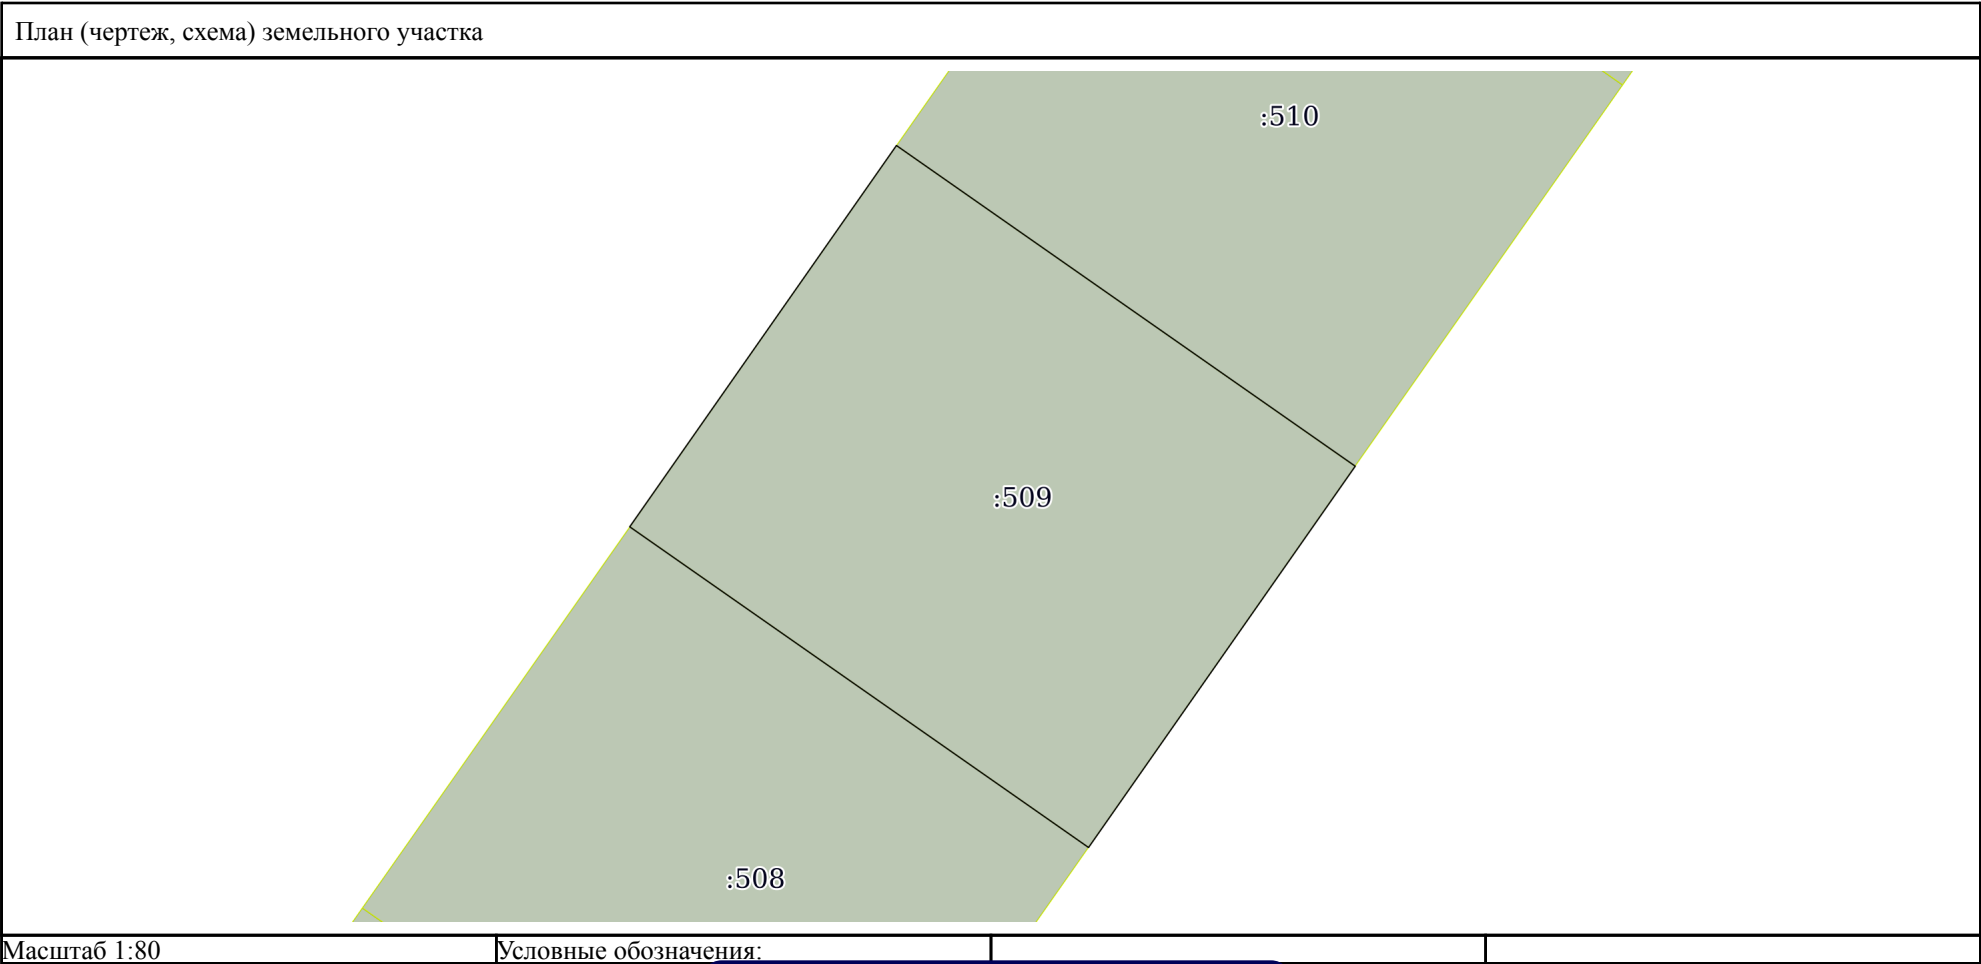 План (чертеж, схема) земельного участка
:510
:509
:508
Масштаб 1:80
Условные обозначения: